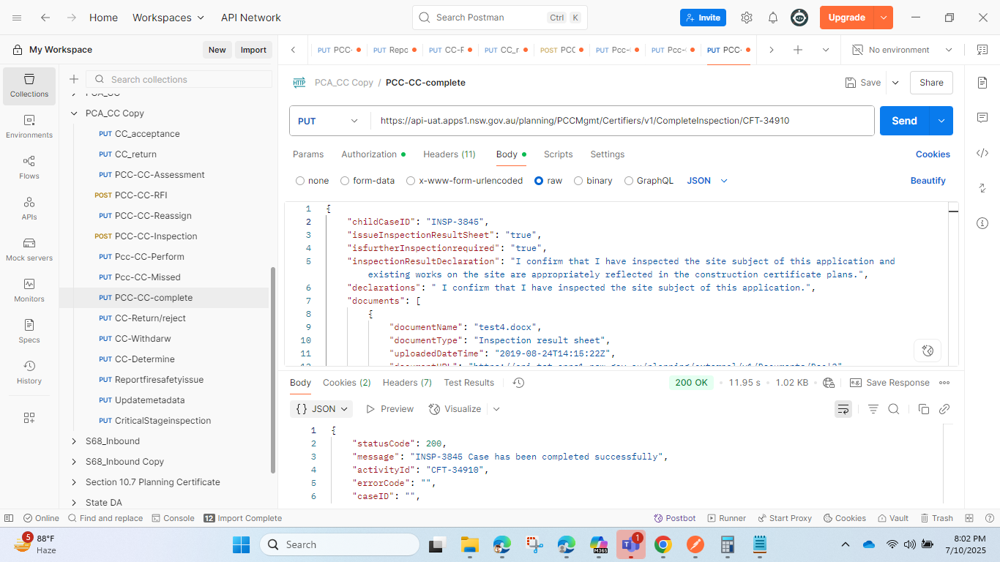 Home Workspaces API Network Search Postman Ctrl K Invite Upgrade
My Workspace New Import PUT PCC- PUT Repo PUT CC-F PUT CC_r POST PCC PUT Pcc-( PUT Pcc-( PUT PCC- No environment
Search collections
Collections
PCA_CC
PCA_CC Copy / PCC-CC-complete Save Share
HTTP
PCA_CC Copy
PUT https://api-uat.apps1.nsw.gov.au/planning/PCCMgmt/Certifiers/v1/CompleteInspection/CFT-34910 Send
Environments
PUT CC_acceptance
PUT CC_return
Params Authorization Headers (11) Body Scripts Settings Cookies
Flows
PUT PCC-CC-Assessment
none form-data x-www-form-urlencoded raw binary GraphQL JSON Beautify
POST PCC-CC-RFI
APIs
PUT PCC-CC-Reassign
POST PCC-CC-Inspection
Mock servers
PUT Pcc-CC-Perform
PUT Pcc-CC-Missed
Monitors
PUT PCC-CC-complete
PUT CC-Return/reject
Specs
PUT CC-Withdarw
PUT CC-Determine
History
PUT Reportfiresafetyissue
PUT Updatemetadata
PUT CriticalStageinspection
S68_Inbound
S68_Inbound Copy
Section 10.7 Planning Certificate
State DA
1 {
2 "childCaseID": "INSP-3845",
3 "issueInspectionResultSheet": "true",
4 "isfurtherInspectionrequired": "true",
5 "inspectionResultDeclaration": "I confirm that I have inspected the site subject of this application and
existing works on the site are appropriately reflected in the construction certificate plans.",
6 "declarations": " I confirm that I have inspected the site subject of this application.",
7 "documents": [
8 {
9 "documentName": "test4.docx",
10 "documentType": "Inspection result sheet",
11 "uploadedDateTime": "2019-08-24T14:15:22Z",
Body Cookies (2) Headers (7) Test Results 200 OK 11.95 s 1.02 KB e.g. Save Response
{} JSON Preview Visualize
1 {
2 "statusCode": 200,
3 "message": "INSP-3845 Case has been completed successfully",
4 "activityId": "CFT-34910",
5 "errorCode": "",
6 "caseID": "",
Online Find and replace Console 12 Import Complete Postbot Runner Start Proxy Cookies Vault Trash
5 88°F
Haze
Search
M365
1
8:02 PM
7/10/2025